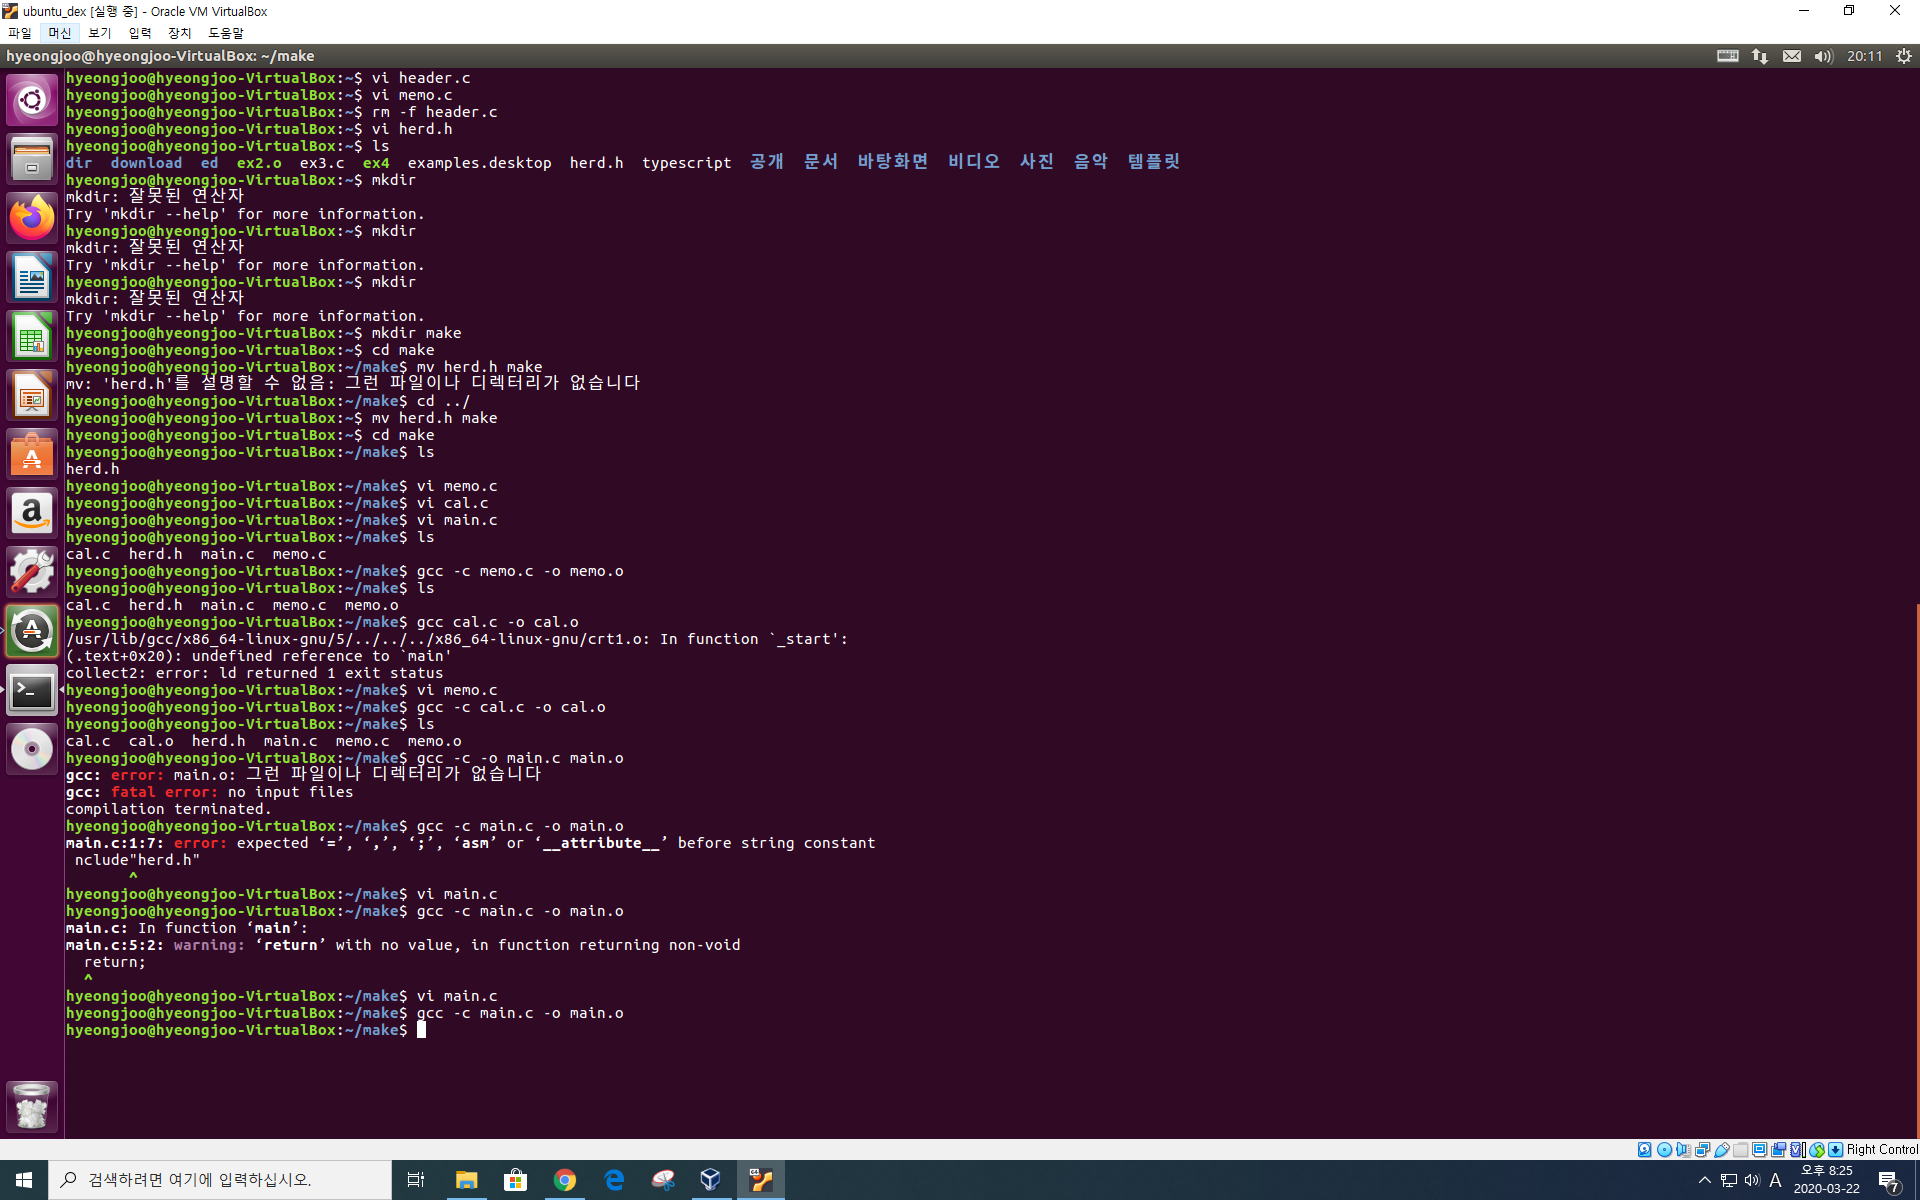 ubuntu_dex [실행 중] - Oracle VM VirtualBox
파일 머신 보기 입력 장치 도움말
hyeongjoo@hyeongjoo-VirtualBox: ~/make 20:11
hyeongjoo@hyeongjoo-VirtualBox:~$ vi header.c
hyeongjoo@hyeongjoo-VirtualBox:~$ vi memo.c
hyeongjoo@hyeongjoo-VirtualBox:~$ rm -f header.c
hyeongjoo@hyeongjoo-VirtualBox:~$ vi herd.h
hyeongjoo@hyeongjoo-VirtualBox:~$ ls
dir download ed ex2.o ex3.c ex4 examples.desktop herd.h typescript 공개 문서 바탕화면 비디오 사진 음악 템플릿
hyeongjoo@hyeongjoo-VirtualBox:~$ mkdir
mkdir: 잘못된 연산자
Try 'mkdir --help' for more information.
hyeongjoo@hyeongjoo-VirtualBox:~$ mkdir
mkdir: 잘못된 연산자
Try 'mkdir --help' for more information.
hyeongjoo@hyeongjoo-VirtualBox:~$ mkdir
mkdir: 잘못된 연산자
Try 'mkdir --help' for more information.
hyeongjoo@hyeongjoo-VirtualBox:~$ mkdir make
hyeongjoo@hyeongjoo-VirtualBox:~$ cd make
hyeongjoo@hyeongjoo-VirtualBox:~/make$ mv herd.h make
mv: 'herd.h'를 설명할 수 없음: 그런 파일이나 디렉터리가 없습니다
hyeongjoo@hyeongjoo-VirtualBox:~/make$ cd ../
hyeongjoo@hyeongjoo-VirtualBox:~$ mv herd.h make
hyeongjoo@hyeongjoo-VirtualBox:~$ cd make
hyeongjoo@hyeongjoo-VirtualBox:~/make$ ls
herd.h
hyeongjoo@hyeongjoo-VirtualBox:~/make$ vi memo.c
hyeongjoo@hyeongjoo-VirtualBox:~/make$ vi cal.c
hyeongjoo@hyeongjoo-VirtualBox:~/make$ vi main.c
hyeongjoo@hyeongjoo-VirtualBox:~/make$ ls
cal.c herd.h main.c memo.c
hyeongjoo@hyeongjoo-VirtualBox:~/make$ gcc -c memo.c -o memo.o
hyeongjoo@hyeongjoo-VirtualBox:~/make$ ls
cal.c herd.h main.c memo.c memo.o
hyeongjoo@hyeongjoo-VirtualBox:~/make$ gcc cal.c -o cal.o
/usr/lib/gcc/x86_64-linux-gnu/5/../../../x86_64-linux-gnu/crt1.o: In function `_start':
(.text+0x20): undefined reference to `main'
collect2: error: ld returned 1 exit status
hyeongjoo@hyeongjoo-VirtualBox:~/make$ vi memo.c
hyeongjoo@hyeongjoo-VirtualBox:~/make$ gcc -c cal.c -o cal.o
hyeongjoo@hyeongjoo-VirtualBox:~/make$ ls
cal.c cal.o herd.h main.c memo.c memo.o
hyeongjoo@hyeongjoo-VirtualBox:~/make$ gcc -c -o main.c main.o
gcc: error: main.o: 그런 파일이나 디렉터리가 없습니다
gcc: fatal error: no input files
compilation terminated.
hyeongjoo@hyeongjoo-VirtualBox:~/make$ gcc -c main.c -o main.o
main.c:1:7: error: expected ‘=’, ‘,’, ‘;’, ‘asm’ or ‘__attribute__’ before string constant
nclude"herd.h"
^
hyeongjoo@hyeongjoo-VirtualBox:~/make$ vi main.c
hyeongjoo@hyeongjoo-VirtualBox:~/make$ gcc -c main.c -o main.o
main.c: In function ‘main’:
main.c:5:2: warning: ‘return’ with no value, in function returning non-void
return;
^
hyeongjoo@hyeongjoo-VirtualBox:~/make$ vi main.c
hyeongjoo@hyeongjoo-VirtualBox:~/make$ gcc -c main.c -o main.o
hyeongjoo@hyeongjoo-VirtualBox:~/make$
Right Control
검색하려면 여기에 입력하십시오.
A 오후 8:25
2020-03-22
7